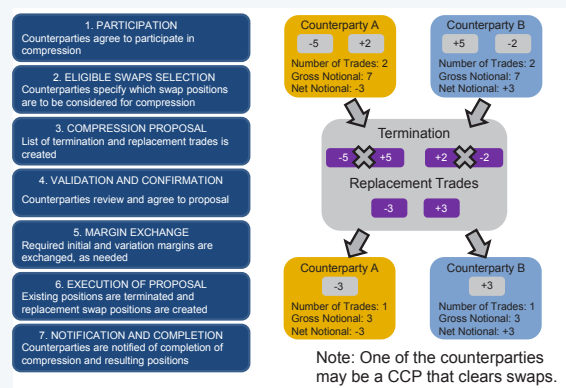 1. PARTICIPATION
Counterparties agree to participate in
compression
2. ELIGIBLE SWAPS SELECTION
Counterparties specify which swap positions
are to be considered for compression
3. COMPRESSION PROPOSAL
List of termination and replacement trades is
created
4. VALIDATION AND CONFIRMATION
Counterparties review and agree to proposal
5. MARGIN EXCHANGE
Required initial and variation margins are
exchanged, as needed
6. EXECUTION OF PROPOSAL
Existing positions are terminated and
replacement swap positions are created
7. NOTIFICATION AND COMPLETION
Counterparties are notified of completion of
compression and resulting positions
Counterparty A
-5 +2
Number of Trades: 2
Gross Notional: 7
Net Notional: -3
Counterparty B
+5 -2
Number of Trades: 2
Gross Notional: 7
Net Notional: +3
Termination
-5 +5 +2 -2
Replacement Trades
-3 +3
Counterparty A
-3
Number of Trades: 1
Gross Notional: 3
Net Notional: -3
Counterparty B
+3
Number of Trades: 1
Gross Notional: 3
Net Notional: +3
Note: One of the counterparties
may be a CCP that clears swaps.